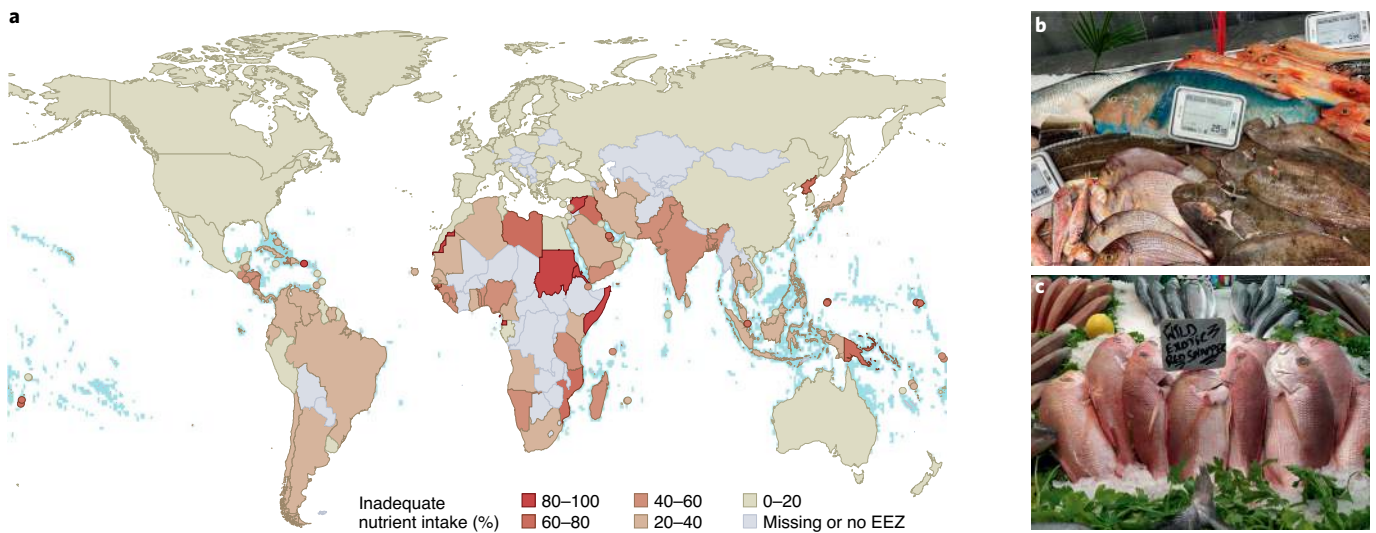 a
Inadequate
nutrient intake (%)
80–100
60–80
40–60
20–40
0–20
Missing or no EEZ
b
c
WILD
EXOTIC
RED SNAPPER